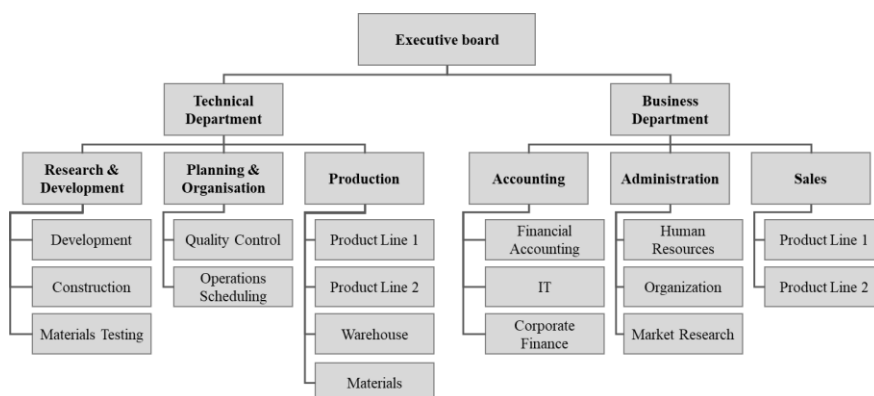 Executive board
Technical
Department
Business
Department
Research &
Development
Planning &
Organisation
Production
Accounting
Administration
Sales
Development
Quality Control
Product Line 1
Financial
Accounting
Human
Resources
Product Line 1
Construction
Operations
Scheduling
Product Line 2
IT
Organization
Product Line 2
Materials Testing
Warehouse
Corporate
Finance
Market Research
Materials